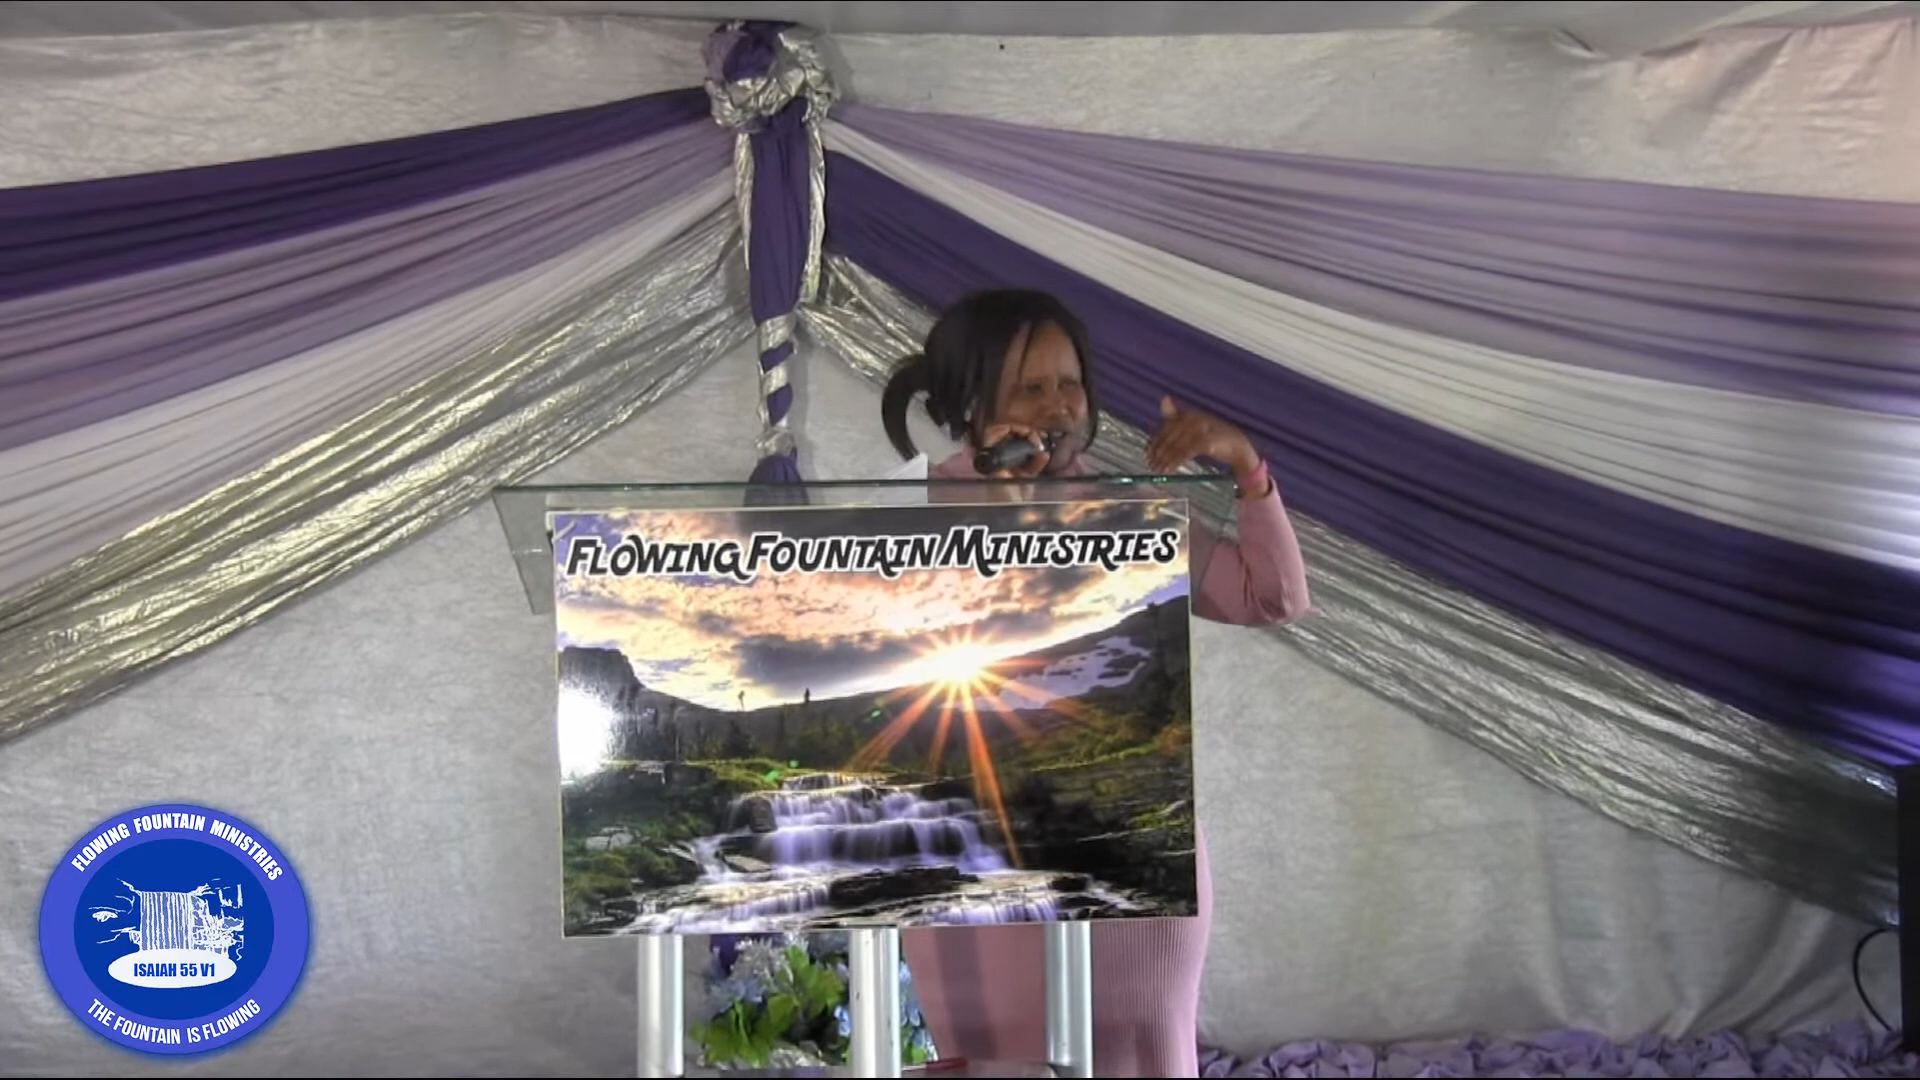 FLOWING FOUNTAIN MINISTRIES
FLOWING FOUNTAIN MINISTRIES
ISAIAH 55 V1
THE FOUNTAIN IS FLOWING